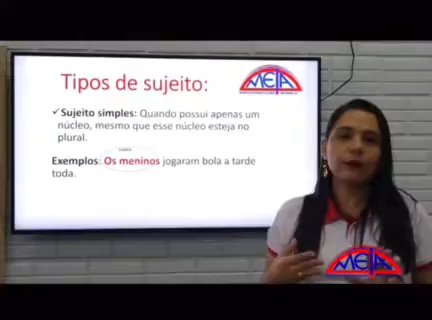 Tipos de sujeito:
META
✓Sujeito simples: Quando possui apenas um
núcleo, mesmo que esse núcleo esteja no
plural.
Exemplos: Os meninos jogaram bola a tarde
toda.
META